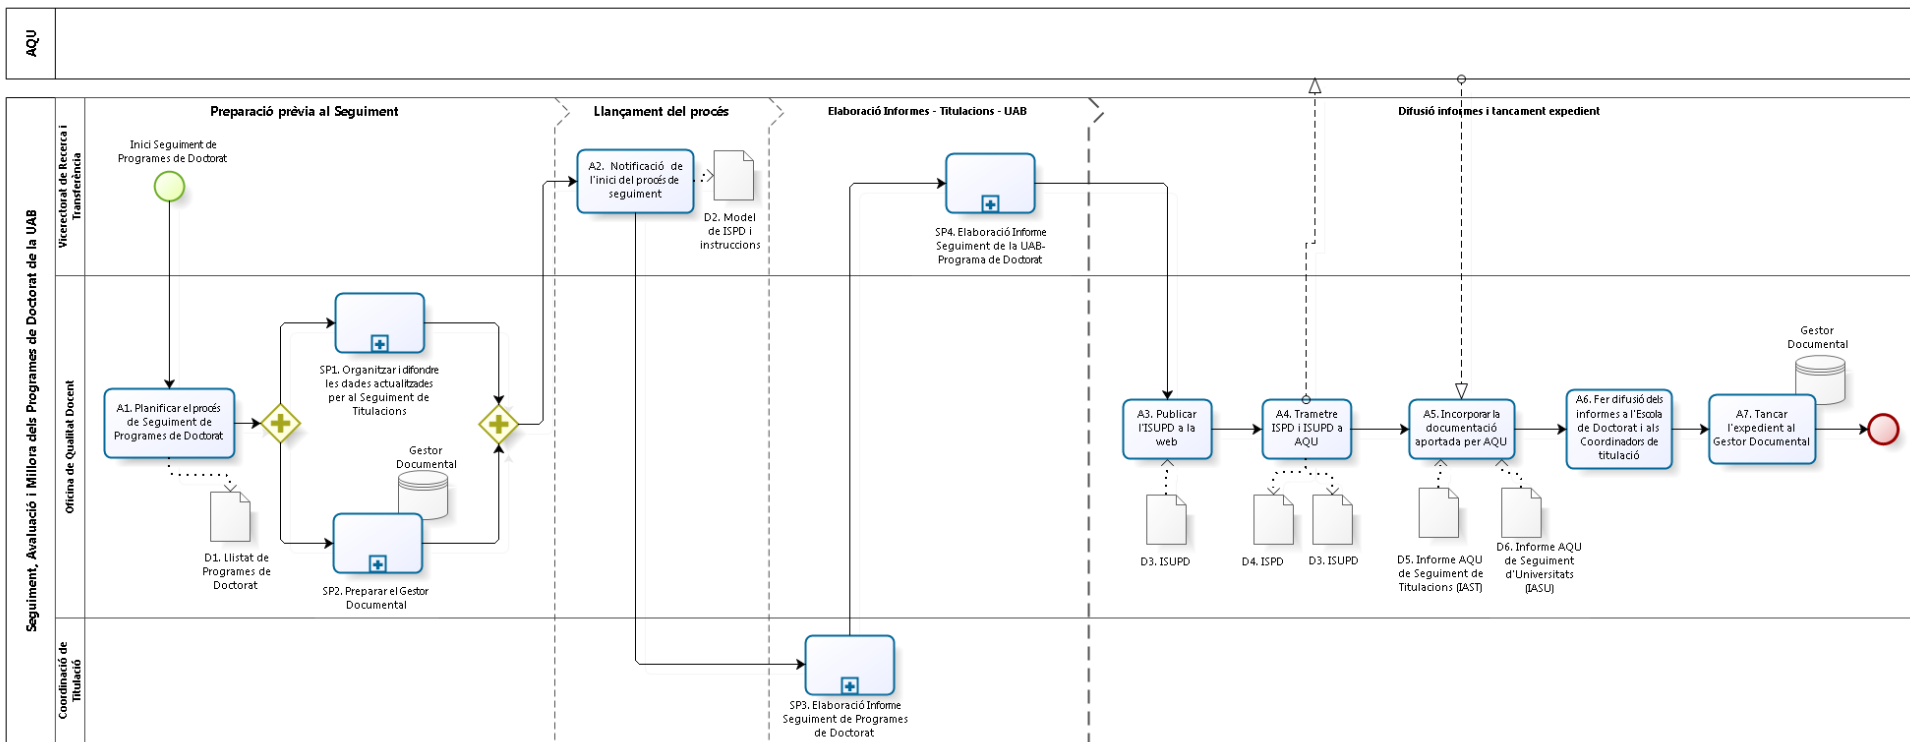 AQU
Seguiment, Avaluació i Millora dels Programes de Doctorat de la UAB
Vicerectorat de Recerca i
Transferència
Oficina de Qualitat Docent
Coordinació de
Titulació
Preparació prèvia al Seguiment
Llançament del procés
Elaboració Informes - Titulacions - UAB
Difusió informes i tancament expedient
Inici Seguiment de
Programes de Doctorat
A1. Planificar el procés
de Seguiment de
Programes de Doctorat
D1. Llistat de
Programes de
Doctorat
SP1. Organitzar i difondre
les dades actualitzades
per al Seguiment de
Titulacions
Gestor
Documental
SP2. Preparar el Gestor
Documental
A2. Notificació de
l'inici del procés de
seguiment
D2. Model
de ISPD i
instruccions
SP3. Elaboració Informe
Seguiment de Programes
de Doctorat
SP4. Elaboració Informe
Seguiment de la UAB-
Programa de Doctorat
A3. Publicar
l'ISUPD a la
web
D3. ISUPD
A4. Trametre
ISPD i ISUPD a
AQU
D4. ISPD
D3. ISUPD
A5. Incorporar la
documentació
aportada per AQU
D5. Informe AQU
de Seguiment de
Titulacions (IAST)
D6. Informe AQU
de Seguiment
d'Universitats
(IASU)
A6. Fer difusió dels
informes a l'Escola
de Doctorat i als
Coordinadors de
titulació
A7. Tancar
l'expedient al
Gestor Documental
Gestor
Documental